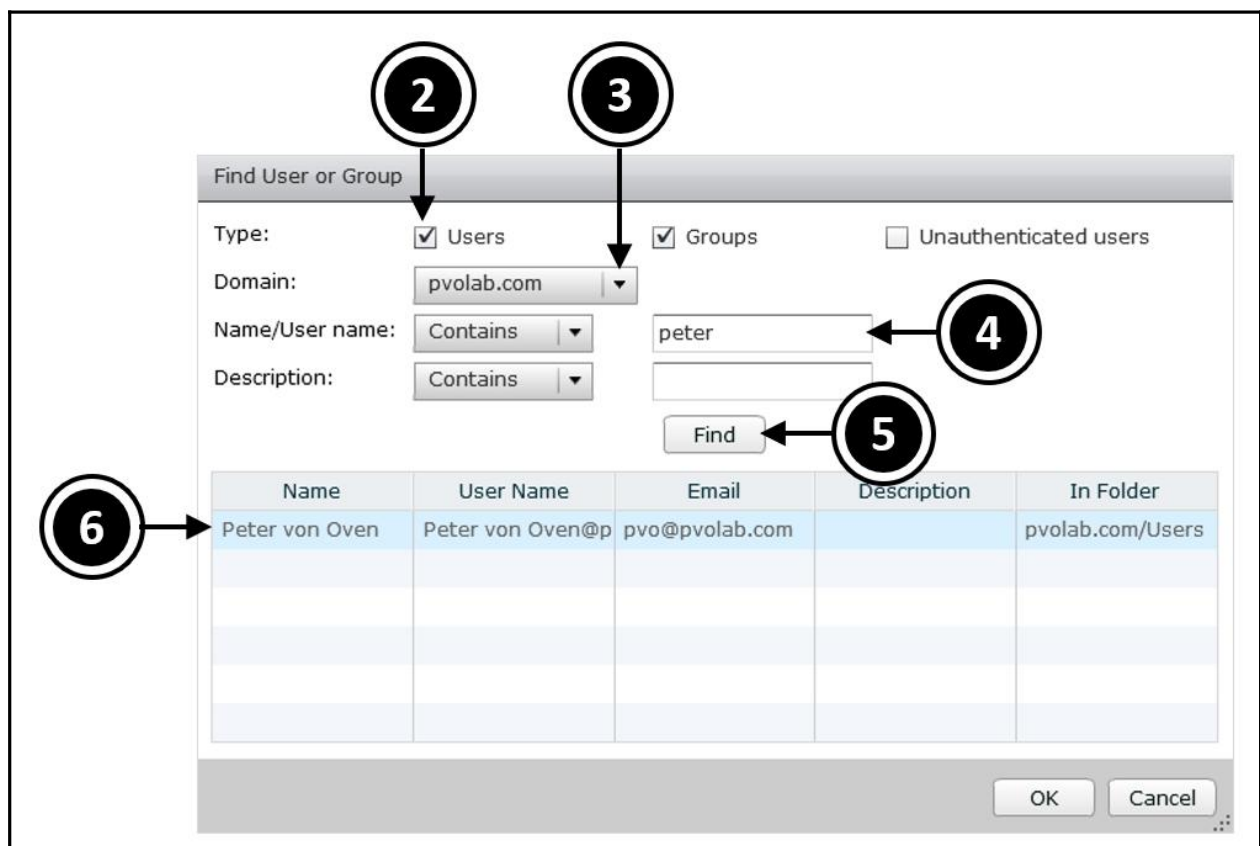 2 3
Find User or Group
Type: Users Groups Unauthenticated users
Domain: pvolab.com
Name/User name: Contains peter 4
Description: Contains
Find 5
Name User Name Email Description In Folder
6 Peter von Oven Peter von Oven@p pvo@pvolab.com pvolab.com/Users
OK Cancel